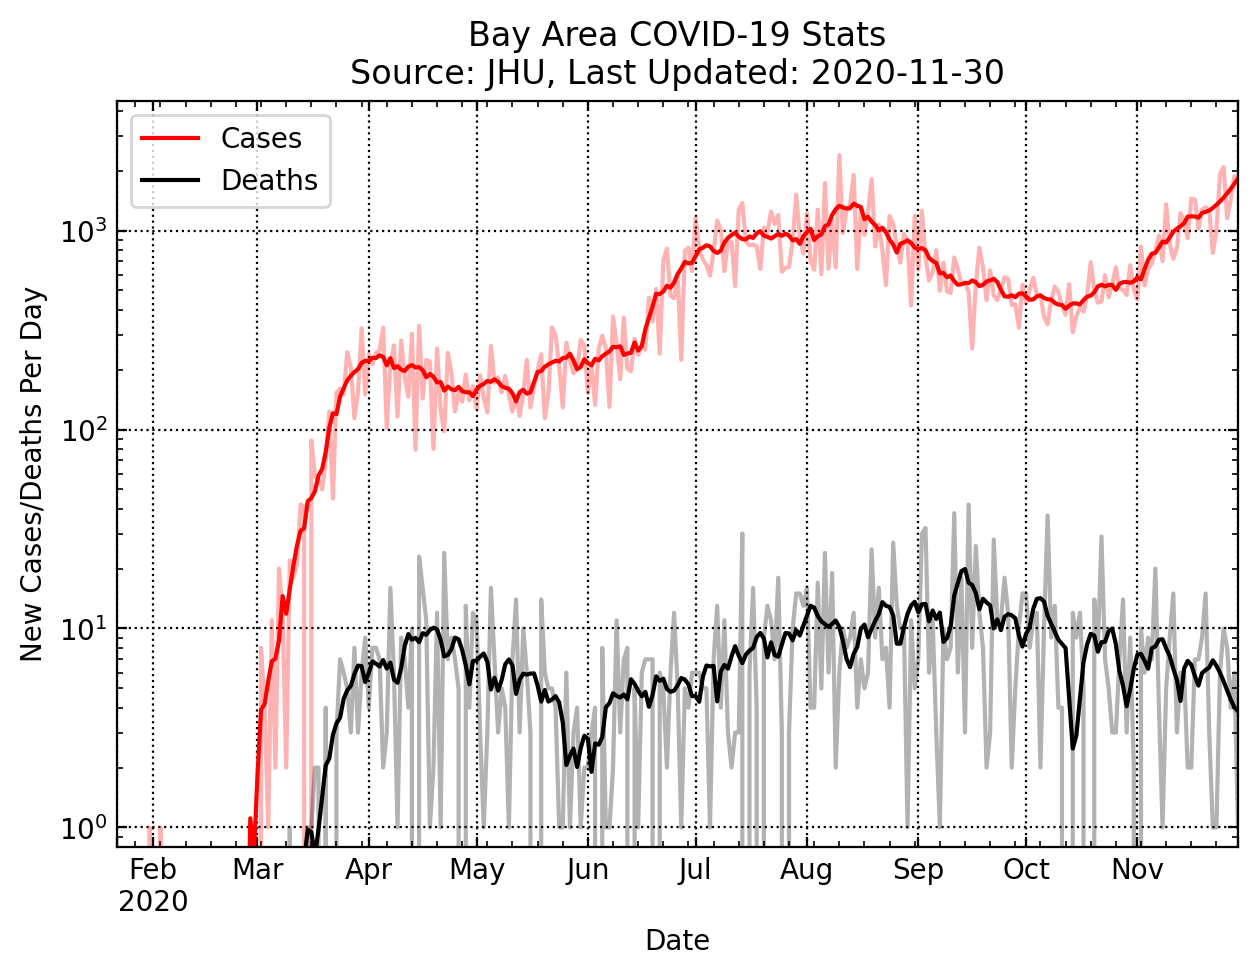 Bay Area COVID-19 Stats
Source: JHU, Last Updated: 2020-11-30
Cases
Deaths
New Cases/Deaths Per Day
10³
10²
10¹
10⁰
Feb Mar Apr May Jun Jul Aug Sep Oct Nov
2020
Date